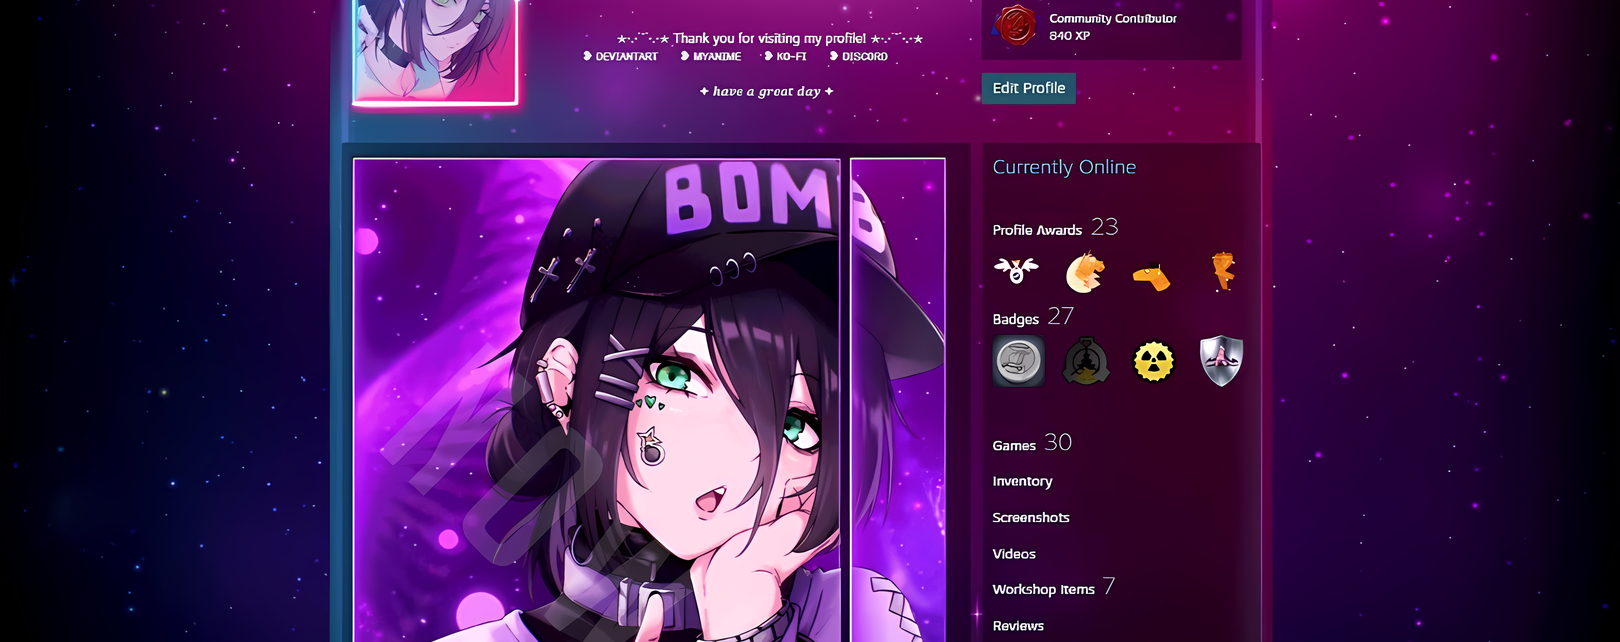 Community Contributor
840 XP
★·.·´¯`·.·★ Thank you for visiting my profile! ★·.·´¯`·.·★
❥ DEVIANTART ❥ MYANIME ❥ KO-FI ❥ DISCORD
Edit Profile
✦ have a great day ✦
BOMB
Currently Online
Profile Awards 23
Badges 27
Games 30
Inventory
Screenshots
Videos
Workshop Items 7
Reviews